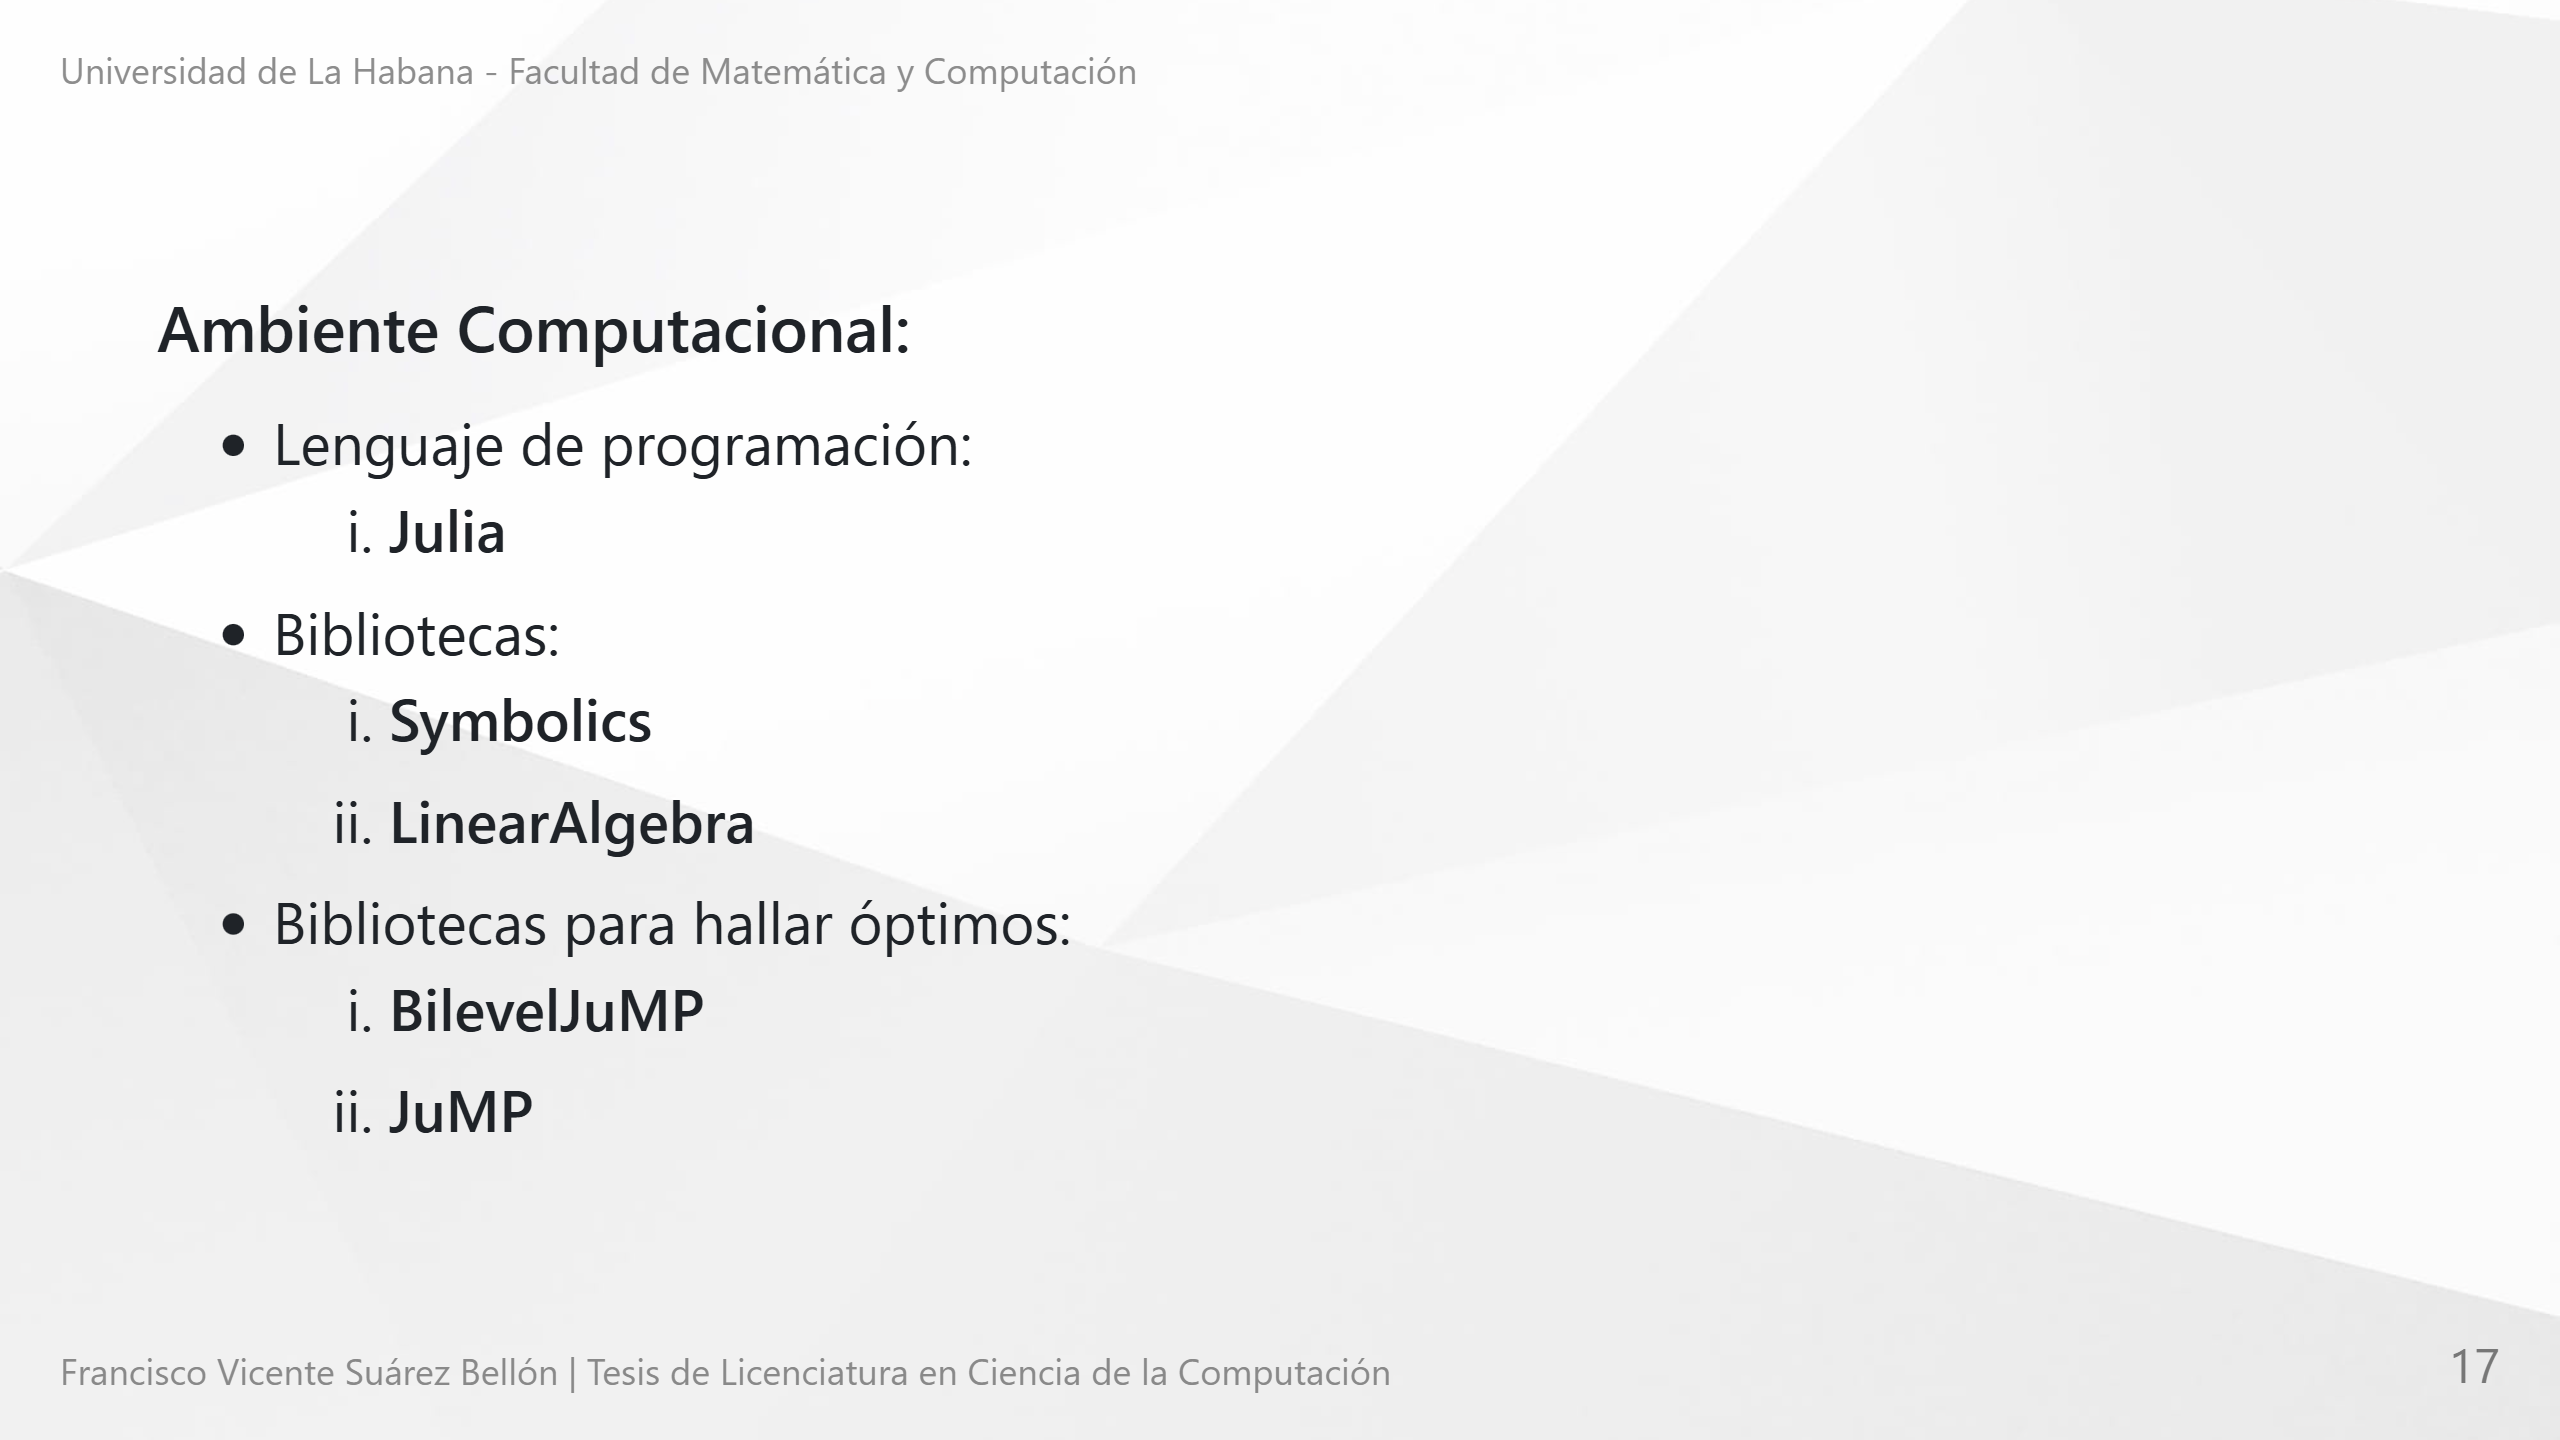 Universidad de La Habana - Facultad de Matemática y Computación
Ambiente Computacional:
• Lenguaje de programación:
i. Julia
• Bibliotecas:
i. Symbolics
ii. LinearAlgebra
• Bibliotecas para hallar óptimos:
i. BilevelJuMP
ii. JuMP
Francisco Vicente Suárez Bellón | Tesis de Licenciatura en Ciencia de la Computación
17